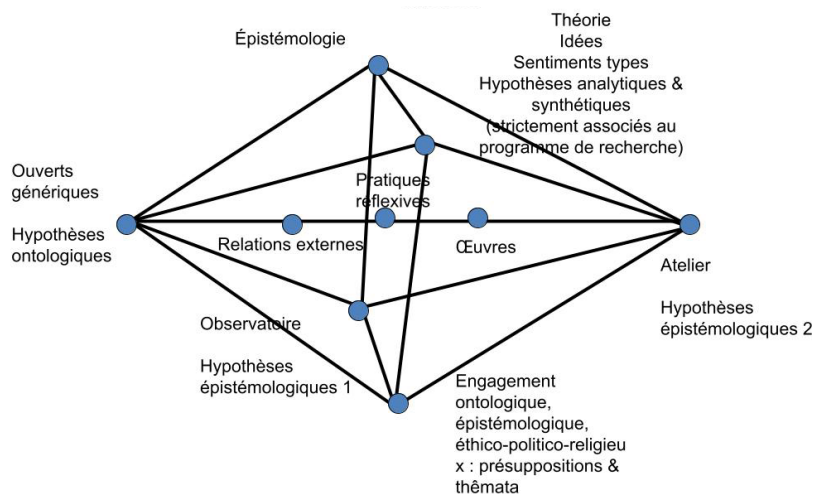 Épistémologie
Théorie
Idées
Sentiments types
Hypothèses analytiques &
synthétiques
(strictement associés au
programme de recherche)
Ouverts
génériques
Hypothèses
ontologiques
Pratiques
réflexives
Relations externes
Œuvres
Atelier
Hypothèses
épistémologiques 2
Observatoire
Hypothèses
épistémologiques 1
Engagement
ontologique,
épistémologique,
éthico-politico-religieu
x : présuppositions &
thêmata